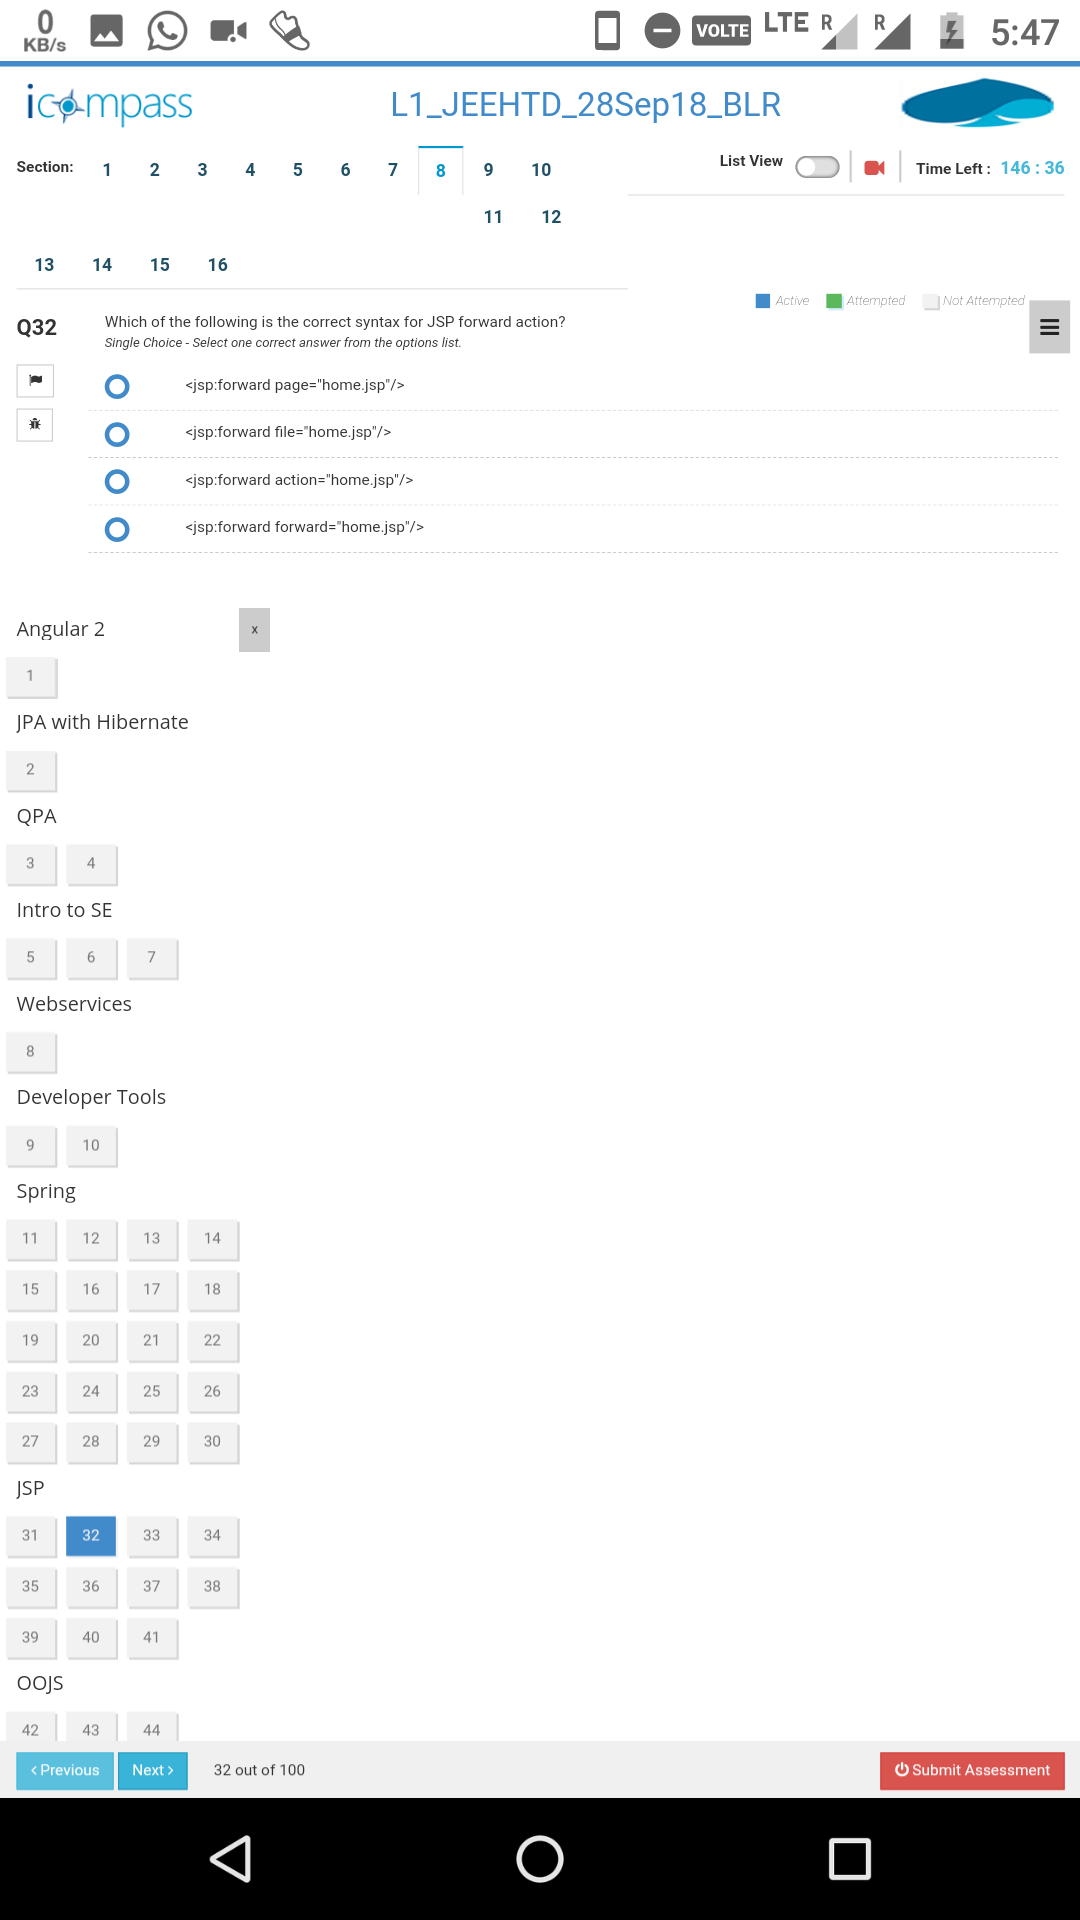 0
KB/s
VOLTE LTE R R 5:47
icompass
L1_JEEHTD_28Sep18_BLR
Section: 1 2 3 4 5 6 7 8 9 10
List View Time Left : 146 : 36
11 12
13 14 15 16
Active Attempted Not Attempted
Q32 Which of the following is the correct syntax for JSP forward action?
Single Choice - Select one correct answer from the options list.
<jsp:forward page="home.jsp"/>
<jsp:forward file="home.jsp"/>
<jsp:forward action="home.jsp"/>
<jsp:forward forward="home.jsp"/>
Angular 2 x
1
JPA with Hibernate
2
QPA
3 4
Intro to SE
5 6 7
Webservices
8
Developer Tools
9 10
Spring
11 12 13 14
15 16 17 18
19 20 21 22
23 24 25 26
27 28 29 30
JSP
31 32 33 34
35 36 37 38
39 40 41
OOJS
42 43 44
Previous Next 32 out of 100 Submit Assessment